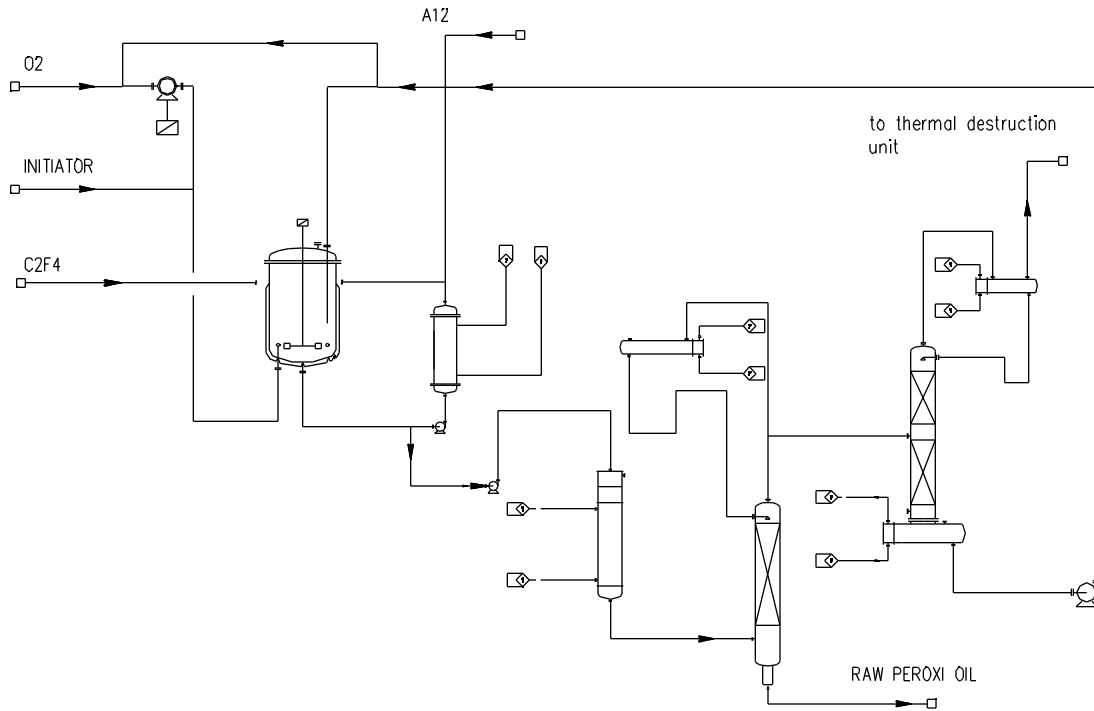 A12
O2
to thermal destruction
unit
INITIATOR
C2F4
RAW PEROXI OIL